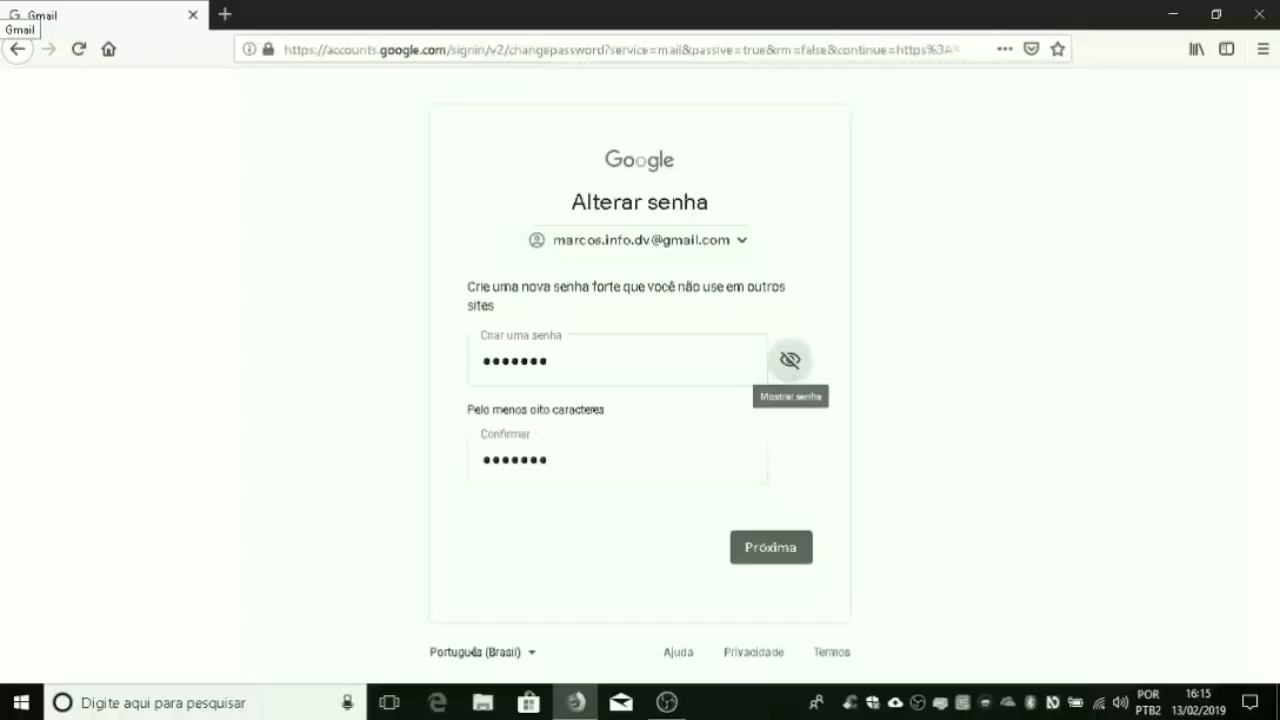 Gmail
Gmail
https://accounts.google.com/signin/v2/changepassword?service=mail&passive=true&rm=false&continue=https%3A
Google
Alterar senha
marcos.info.dv@gmail.com
Crie uma nova senha forte que você não use em outros
sites
Criar uma senha
•••••••
Mostrar senha
Pelo menos oito caracteres
Confirmar
•••••••
Próxima
Português (Brasil)
Ajuda
Privacidade
Termos
Digite aqui para pesquisar
POR
PTB2
16:15
13/02/2019